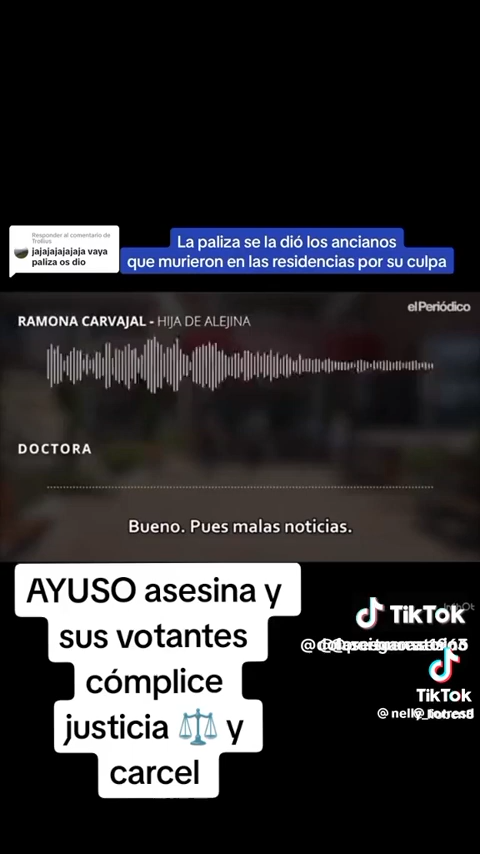 Responder al comentario de
Trollius
jajajajajajaja vaya
paliza os dio
La paliza se la dió los ancianos
que murieron en las residencias por su culpa
elPeriódico
RAMONA CARVAJAL - HIJA DE ALEJINA
DOCTORA
Bueno. Pues malas noticias.
AYUSO asesina y
sus votantes
cómplice
justicia ⚖️ y
carcel
TikTok
TikTok